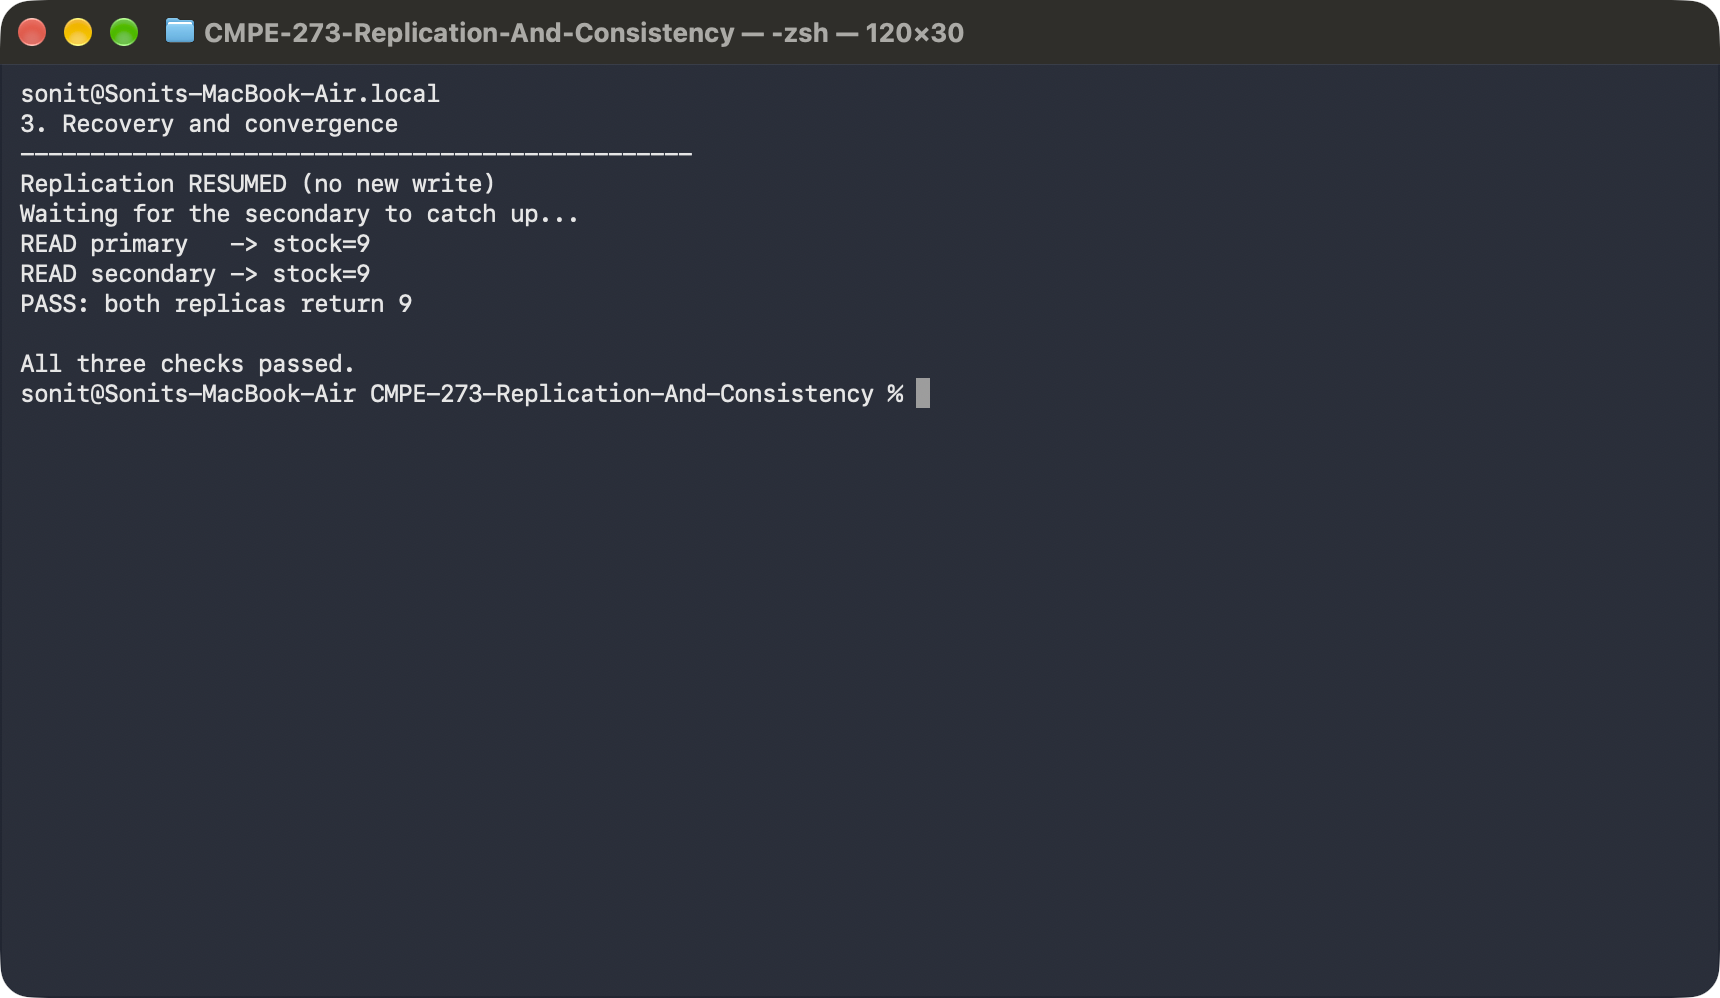 CMPE-273-Replication-And-Consistency — -zsh — 120×30
sonit@Sonits-MacBook-Air.local
3. Recovery and convergence
------------------------------------------------
Replication RESUMED (no new write)
Waiting for the secondary to catch up...
READ primary   -> stock=9
READ secondary -> stock=9
PASS: both replicas return 9

All three checks passed.
sonit@Sonits-MacBook-Air CMPE-273-Replication-And-Consistency %